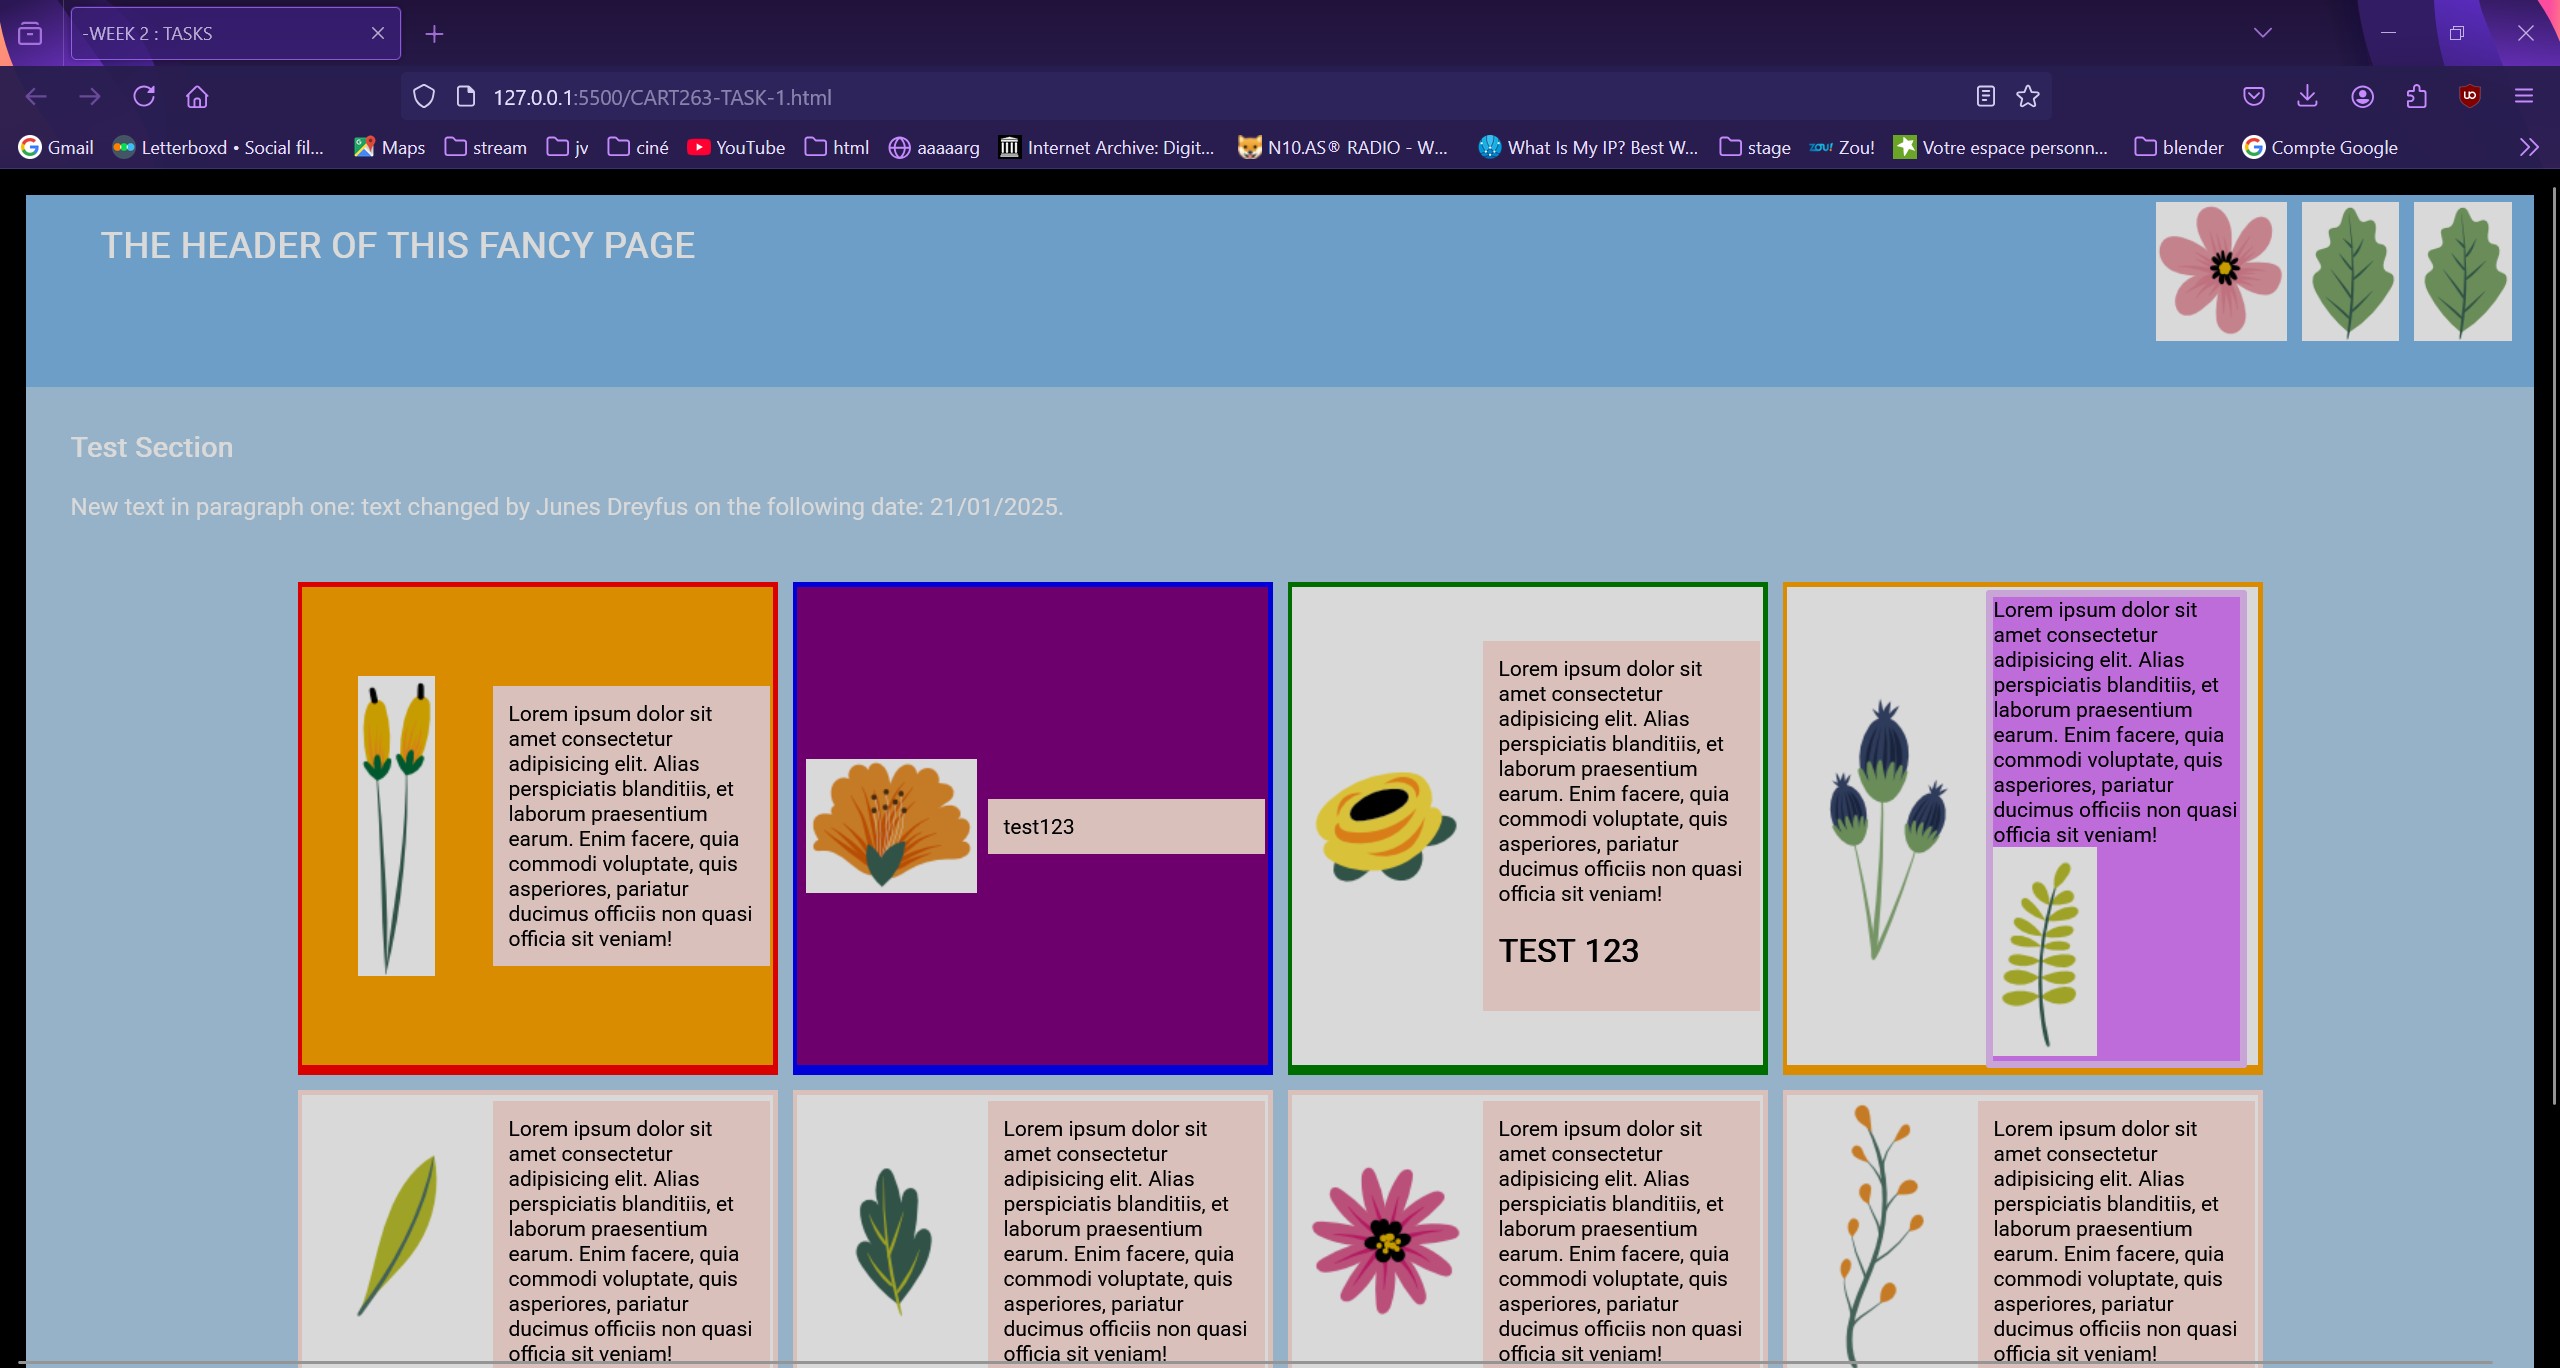 -WEEK 2 : TASKS
127.0.0.1:5500/CART263-TASK-1.html
Gmail Letterboxd • Social fil... Maps stream jv ciné YouTube html aaaaarg Internet Archive: Digit... N10.AS® RADIO - W... What Is My IP? Best W... stage Zou! Votre espace personn... blender Compte Google
THE HEADER OF THIS FANCY PAGE
Test Section
New text in paragraph one: text changed by Junes Dreyfus on the following date: 21/01/2025.
Lorem ipsum dolor sit
amet consectetur
adipisicing elit. Alias
perspiciatis blanditiis, et
laborum praesentium
earum. Enim facere, quia
commodi voluptate, quis
asperiores, pariatur
ducimus officiis non quasi
officia sit veniam!
test123
Lorem ipsum dolor sit
amet consectetur
adipisicing elit. Alias
perspiciatis blanditiis, et
laborum praesentium
earum. Enim facere, quia
commodi voluptate, quis
asperiores, pariatur
ducimus officiis non quasi
officia sit veniam!
TEST 123
Lorem ipsum dolor sit
amet consectetur
adipisicing elit. Alias
perspiciatis blanditiis, et
laborum praesentium
earum. Enim facere, quia
commodi voluptate, quis
asperiores, pariatur
ducimus officiis non quasi
officia sit veniam!
Lorem ipsum dolor sit
amet consectetur
adipisicing elit. Alias
perspiciatis blanditiis, et
laborum praesentium
earum. Enim facere, quia
commodi voluptate, quis
asperiores, pariatur
ducimus officiis non quasi
officia sit veniam!
Lorem ipsum dolor sit
amet consectetur
adipisicing elit. Alias
perspiciatis blanditiis, et
laborum praesentium
earum. Enim facere, quia
commodi voluptate, quis
asperiores, pariatur
ducimus officiis non quasi
officia sit veniam!
Lorem ipsum dolor sit
amet consectetur
adipisicing elit. Alias
perspiciatis blanditiis, et
laborum praesentium
earum. Enim facere, quia
commodi voluptate, quis
asperiores, pariatur
ducimus officiis non quasi
officia sit veniam!
Lorem ipsum dolor sit
amet consectetur
adipisicing elit. Alias
perspiciatis blanditiis, et
laborum praesentium
earum. Enim facere, quia
commodi voluptate, quis
asperiores, pariatur
ducimus officiis non quasi
officia sit veniam!